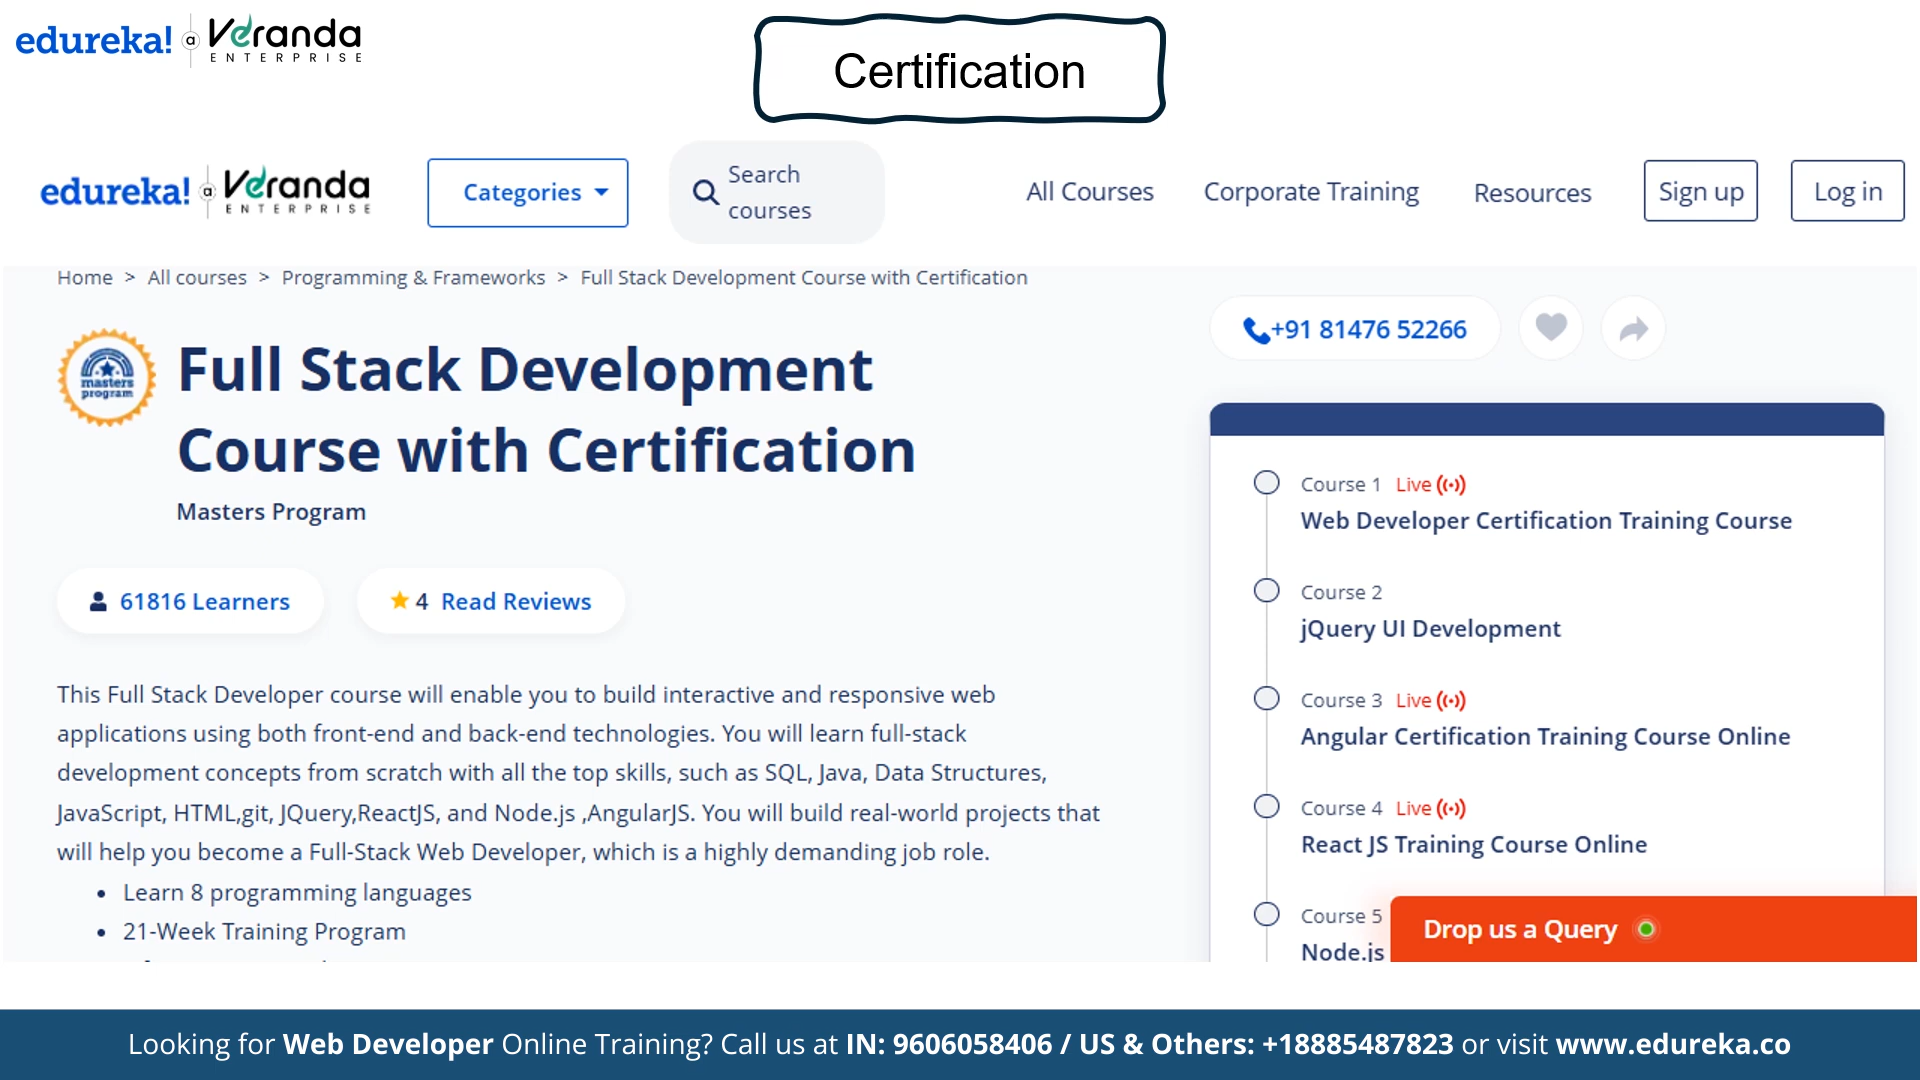 edureka! a Veranda
ENTERPRISE
Certification
edureka! a Veranda
ENTERPRISE
Categories
Search
courses
All Courses
Corporate Training
Resources
Sign up
Log in
Home > All courses > Programming & Frameworks > Full Stack Development Course with Certification
masters
program
Full Stack Development
Course with Certification
Masters Program
61816 Learners
4 Read Reviews
This Full Stack Developer course will enable you to build interactive and responsive web
applications using both front-end and back-end technologies. You will learn full-stack
development concepts from scratch with all the top skills, such as SQL, Java, Data Structures,
JavaScript, HTML,git, JQuery,ReactJS, and Node.js ,AngularJS. You will build real-world projects that
will help you become a Full-Stack Web Developer, which is a highly demanding job role.
• Learn 8 programming languages
• 21-Week Training Program
+91 81476 52266
Course 1 Live
Web Developer Certification Training Course
Course 2
jQuery UI Development
Course 3 Live
Angular Certification Training Course Online
Course 4 Live
React JS Training Course Online
Course 5
Node.js
Drop us a Query
Looking for Web Developer Online Training? Call us at IN: 9606058406 / US & Others: +18885487823 or visit www.edureka.co